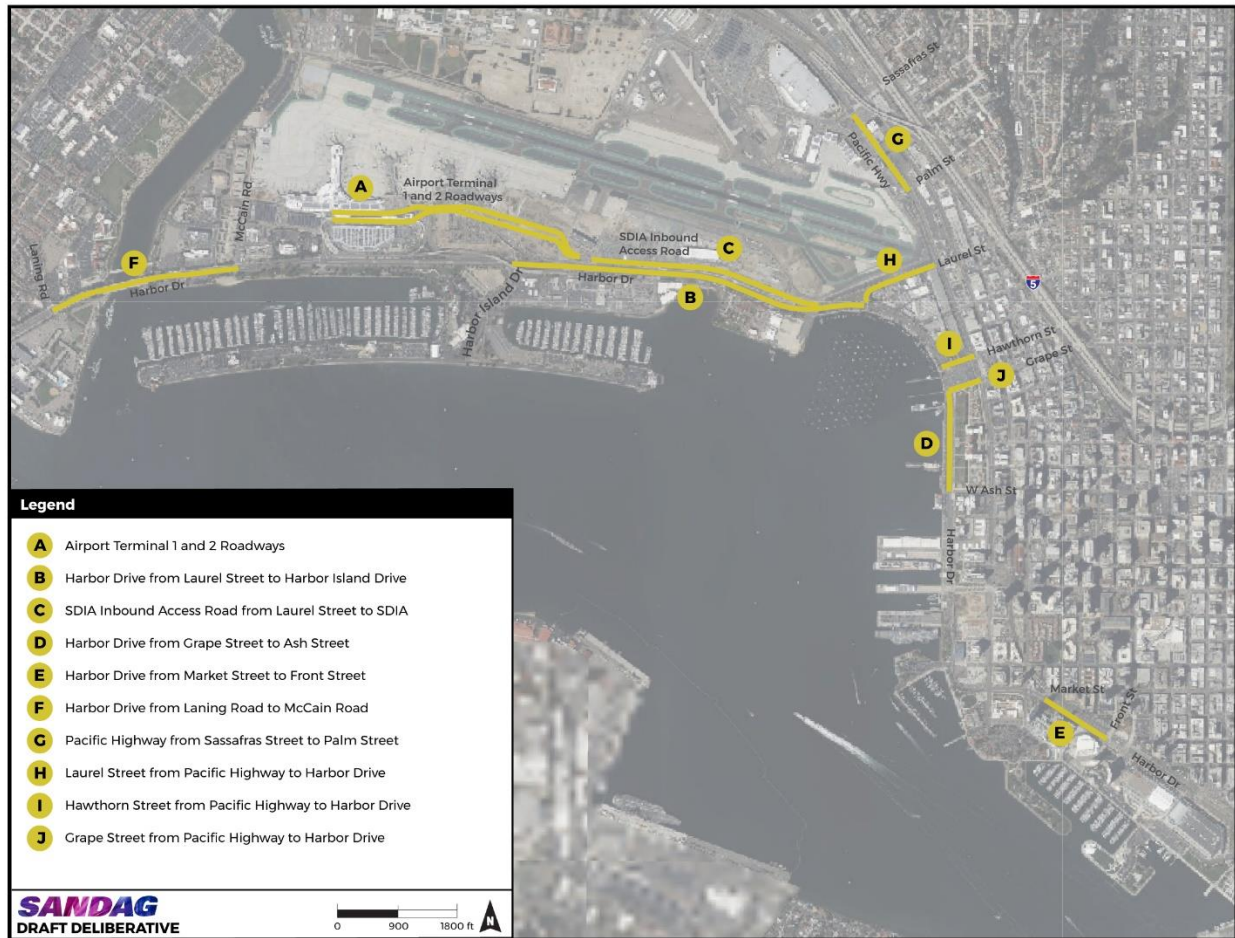 Sassafras St
G
Pacific Hwy
Palm St
A
Airport Terminal
1 and 2 Roadways
McCain Rd
SDIA Inbound
Access Road
C
H
Laurel St
Laning Rd
F
Harbor Dr
Harbor Island Dr
Harbor Dr
B
5
I
Hawthorn St
Grape St
J
D
W Ash St
Harbor Dr
Market St
Front St
E
Harbor Dr
Legend
A Airport Terminal 1 and 2 Roadways
B Harbor Drive from Laurel Street to Harbor Island Drive
C SDIA Inbound Access Road from Laurel Street to SDIA
D Harbor Drive from Grape Street to Ash Street
E Harbor Drive from Market Street to Front Street
F Harbor Drive from Laning Road to McCain Road
G Pacific Highway from Sassafras Street to Palm Street
H Laurel Street from Pacific Highway to Harbor Drive
I Hawthorn Street from Pacific Highway to Harbor Drive
J Grape Street from Pacific Highway to Harbor Drive
SANDAG
DRAFT DELIBERATIVE
0 900 1800 ft
N